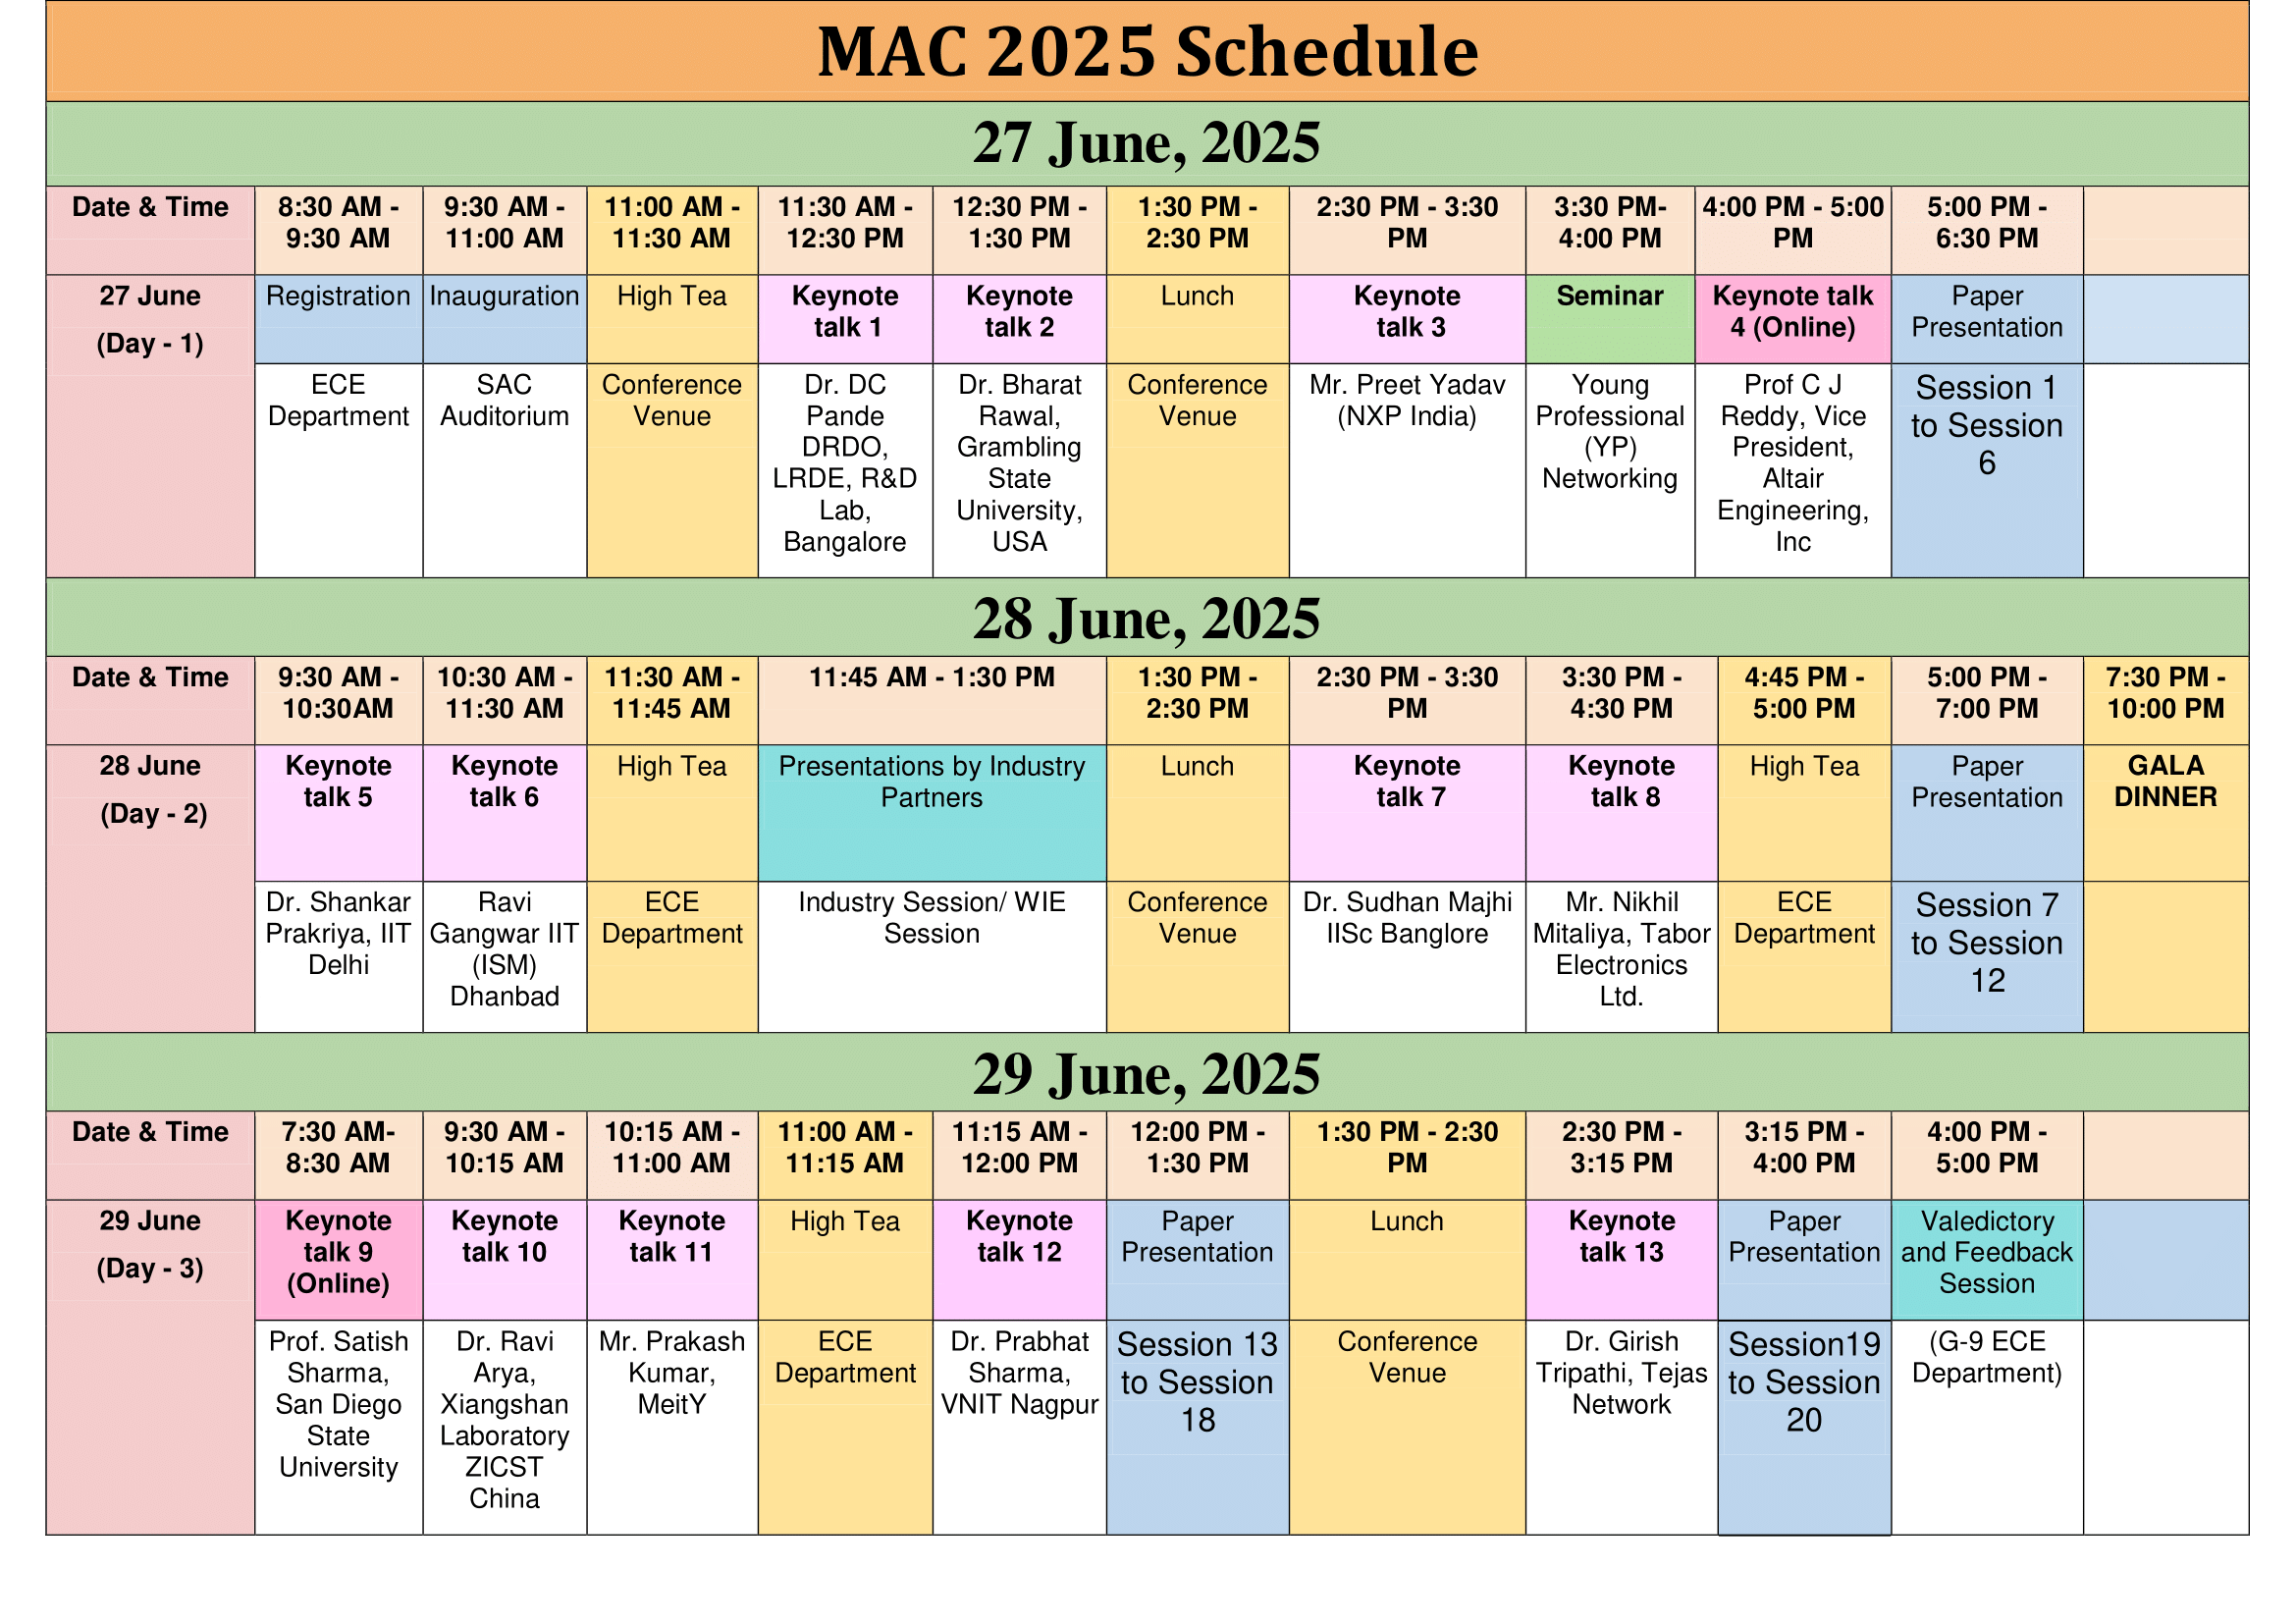 MAC 2025 Schedule
27 June, 2025
Date & Time
8:30 AM -
9:30 AM
9:30 AM -
11:00 AM
11:00 AM -
11:30 AM
11:30 AM -
12:30 PM
12:30 PM -
1:30 PM
1:30 PM -
2:30 PM
2:30 PM - 3:30
PM
3:30 PM-
4:00 PM
4:00 PM - 5:00
PM
5:00 PM -
6:30 PM
27 June
(Day - 1)
Registration
Inauguration
High Tea
Keynote
talk 1
Keynote
talk 2
Lunch
Keynote
talk 3
Seminar
Keynote talk
4 (Online)
Paper
Presentation
ECE
Department
SAC
Auditorium
Conference
Venue
Dr. DC
Pande
DRDO,
LRDE, R&D
Lab,
Bangalore
Dr. Bharat
Rawal,
Grambling
State
University,
USA
Conference
Venue
Mr. Preet Yadav
(NXP India)
Young
Professional
(YP)
Networking
Prof C J
Reddy, Vice
President,
Altair
Engineering,
Inc
Session 1
to Session
6
28 June, 2025
Date & Time
9:30 AM -
10:30AM
10:30 AM -
11:30 AM
11:30 AM -
11:45 AM
11:45 AM - 1:30 PM
1:30 PM -
2:30 PM
2:30 PM - 3:30
PM
3:30 PM -
4:30 PM
4:45 PM -
5:00 PM
5:00 PM -
7:00 PM
7:30 PM -
10:00 PM
28 June
(Day - 2)
Keynote
talk 5
Keynote
talk 6
High Tea
Presentations by Industry
Partners
Lunch
Keynote
talk 7
Keynote
talk 8
High Tea
Paper
Presentation
GALA
DINNER
Dr. Shankar
Prakriya, IIT
Delhi
Ravi
Gangwar IIT
(ISM)
Dhanbad
ECE
Department
Industry Session/ WIE
Session
Conference
Venue
Dr. Sudhan Majhi
IISc Banglore
Mr. Nikhil
Mitaliya, Tabor
Electronics
Ltd.
ECE
Department
Session 7
to Session
12
29 June, 2025
Date & Time
7:30 AM-
8:30 AM
9:30 AM -
10:15 AM
10:15 AM -
11:00 AM
11:00 AM -
11:15 AM
11:15 AM -
12:00 PM
12:00 PM -
1:30 PM
1:30 PM - 2:30
PM
2:30 PM -
3:15 PM
3:15 PM -
4:00 PM
4:00 PM -
5:00 PM
29 June
(Day - 3)
Keynote
talk 9
(Online)
Keynote
talk 10
Keynote
talk 11
High Tea
Keynote
talk 12
Paper
Presentation
Lunch
Keynote
talk 13
Paper
Presentation
Valedictory
and Feedback
Session
Prof. Satish
Sharma,
San Diego
State
University
Dr. Ravi
Arya,
Xiangshan
Laboratory
ZICST
China
Mr. Prakash
Kumar,
MeitY
ECE
Department
Dr. Prabhat
Sharma,
VNIT Nagpur
Session 13
to Session
18
Conference
Venue
Dr. Girish
Tripathi, Tejas
Network
Session19
to Session
20
(G-9 ECE
Department)